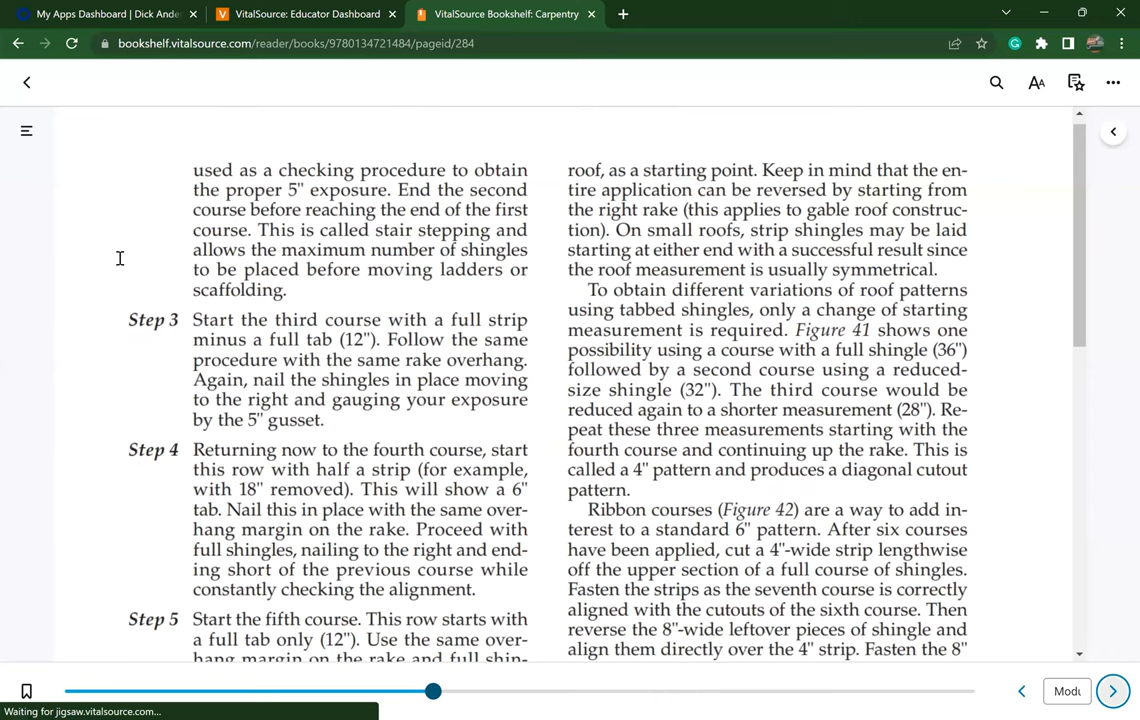 My Apps Dashboard | Dick Ander
VitalSource: Educator Dashboard
VitalSource Bookshelf: Carpentry
bookshelf.vitalsource.com/reader/books/9780134721484/pageid/284
used as a checking procedure to obtain
the proper 5" exposure. End the second
course before reaching the end of the first
course. This is called stair stepping and
allows the maximum number of shingles
to be placed before moving ladders or
scaffolding.
Step 3 Start the third course with a full strip
minus a full tab (12"). Follow the same
procedure with the same rake overhang.
Again, nail the shingles in place moving
to the right and gauging your exposure
by the 5" gusset.
Step 4 Returning now to the fourth course, start
this row with half a strip (for example,
with 18" removed). This will show a 6"
tab. Nail this in place with the same over-
hang margin on the rake. Proceed with
full shingles, nailing to the right and end-
ing short of the previous course while
constantly checking the alignment.
Step 5 Start the fifth course. This row starts with
a full tab only (12"). Use the same over-
hang margin on the rake and full shin-
roof, as a starting point. Keep in mind that the en-
tire application can be reversed by starting from
the right rake (this applies to gable roof construc-
tion). On small roofs, strip shingles may be laid
starting at either end with a successful result since
the roof measurement is usually symmetrical.
To obtain different variations of roof patterns
using tabbed shingles, only a change of starting
measurement is required. Figure 41 shows one
possibility using a course with a full shingle (36")
followed by a second course using a reduced-
size shingle (32"). The third course would be
reduced again to a shorter measurement (28"). Re-
peat these three measurements starting with the
fourth course and continuing up the rake. This is
called a 4" pattern and produces a diagonal cutout
pattern.
Ribbon courses (Figure 42) are a way to add in-
terest to a standard 6" pattern. After six courses
have been applied, cut a 4"-wide strip lengthwise
off the upper section of a full course of shingles.
Fasten the strips as the seventh course is correctly
aligned with the cutouts of the sixth course. Then
reverse the 8"-wide leftover pieces of shingle and
align them directly over the 4" strip. Fasten the 8"
Modu
Waiting for jigsaw.vitalsource.com...